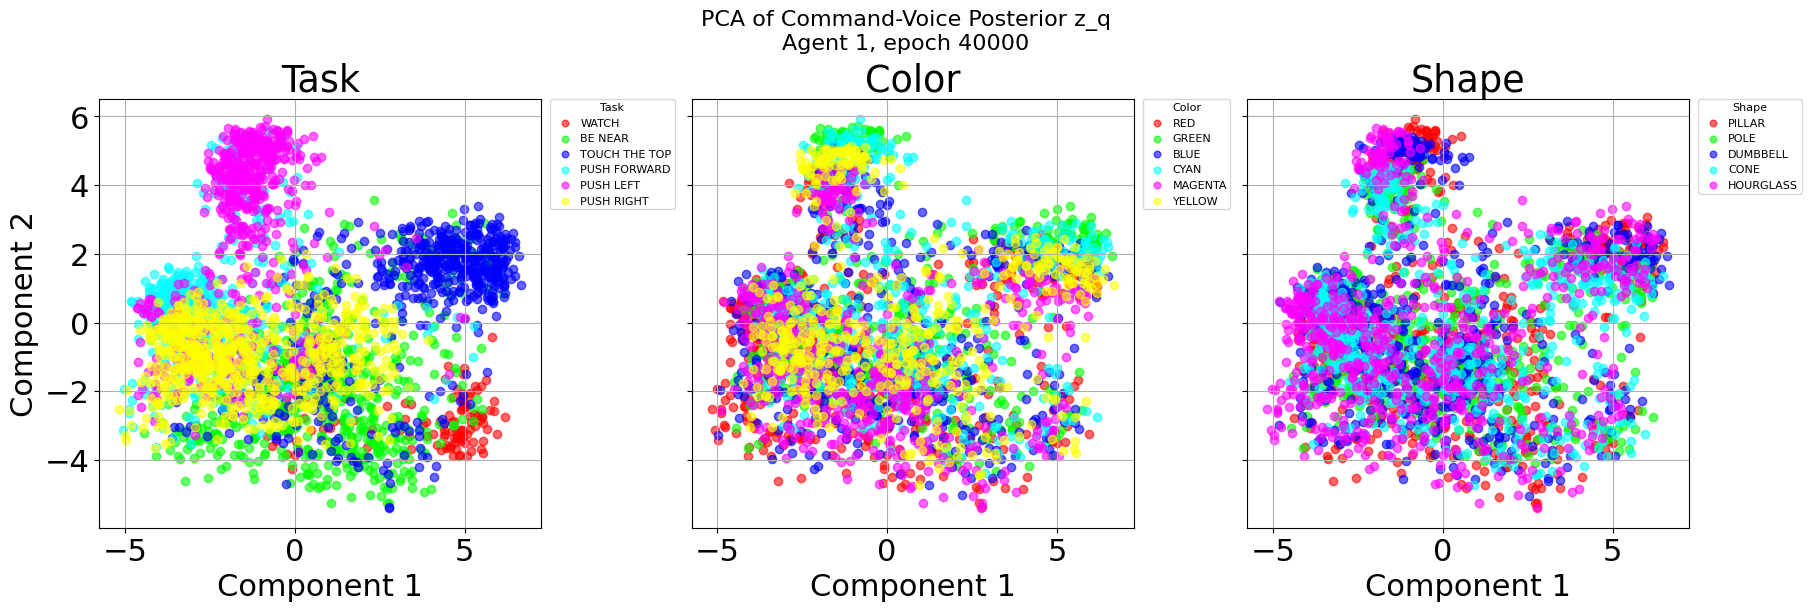 PCA of Command-Voice Posterior z_q
Agent 1, epoch 40000
Task
Color
Shape
Component 2
6
4
2
0
−2
−4
−5 0 5
Component 1
Task
WATCH
BE NEAR
TOUCH THE TOP
PUSH FORWARD
PUSH LEFT
PUSH RIGHT
−5 0 5
Component 1
Color
RED
GREEN
BLUE
CYAN
MAGENTA
YELLOW
−5 0 5
Component 1
Shape
PILLAR
POLE
DUMBBELL
CONE
HOURGLASS